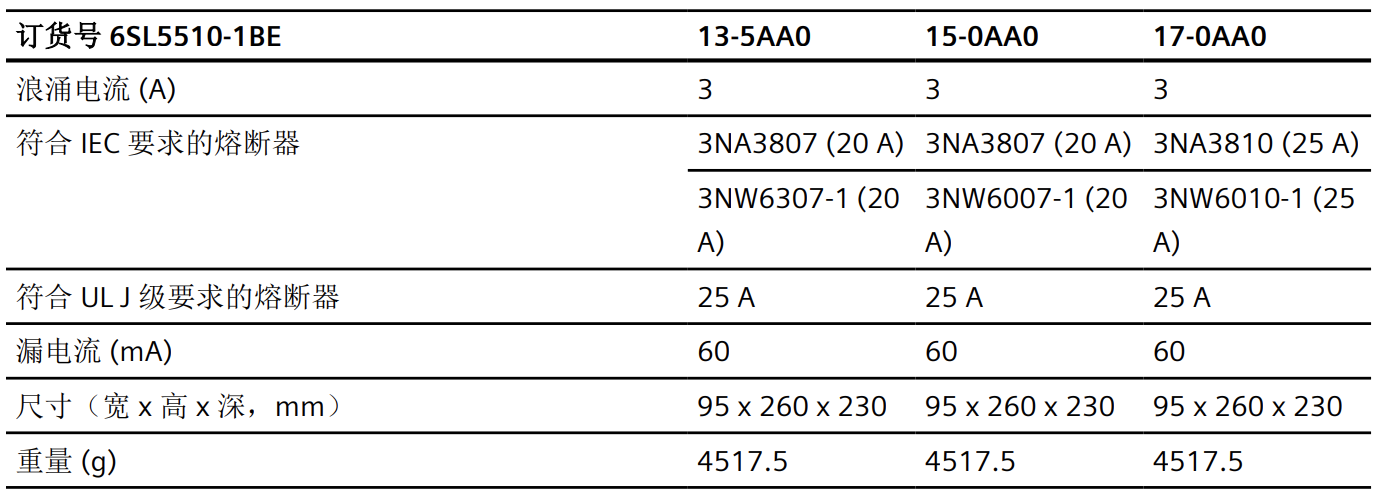 订货号 6SL5510-1BE 13-5AA0 15-0AA0 17-0AA0
浪涌电流 (A) 3 3 3
符合 IEC 要求的熔断器 3NA3807 (20 A) 3NA3807 (20 A) 3NA3810 (25 A)
3NW6307-1 (20 3NW6007-1 (20 3NW6010-1 (25
A) A) A)
符合 UL J 级要求的熔断器 25 A 25 A 25 A
漏电流 (mA) 60 60 60
尺寸（宽 x 高 x 深，mm） 95 x 260 x 230 95 x 260 x 230 95 x 260 x 230
重量 (g) 4517.5 4517.5 4517.5